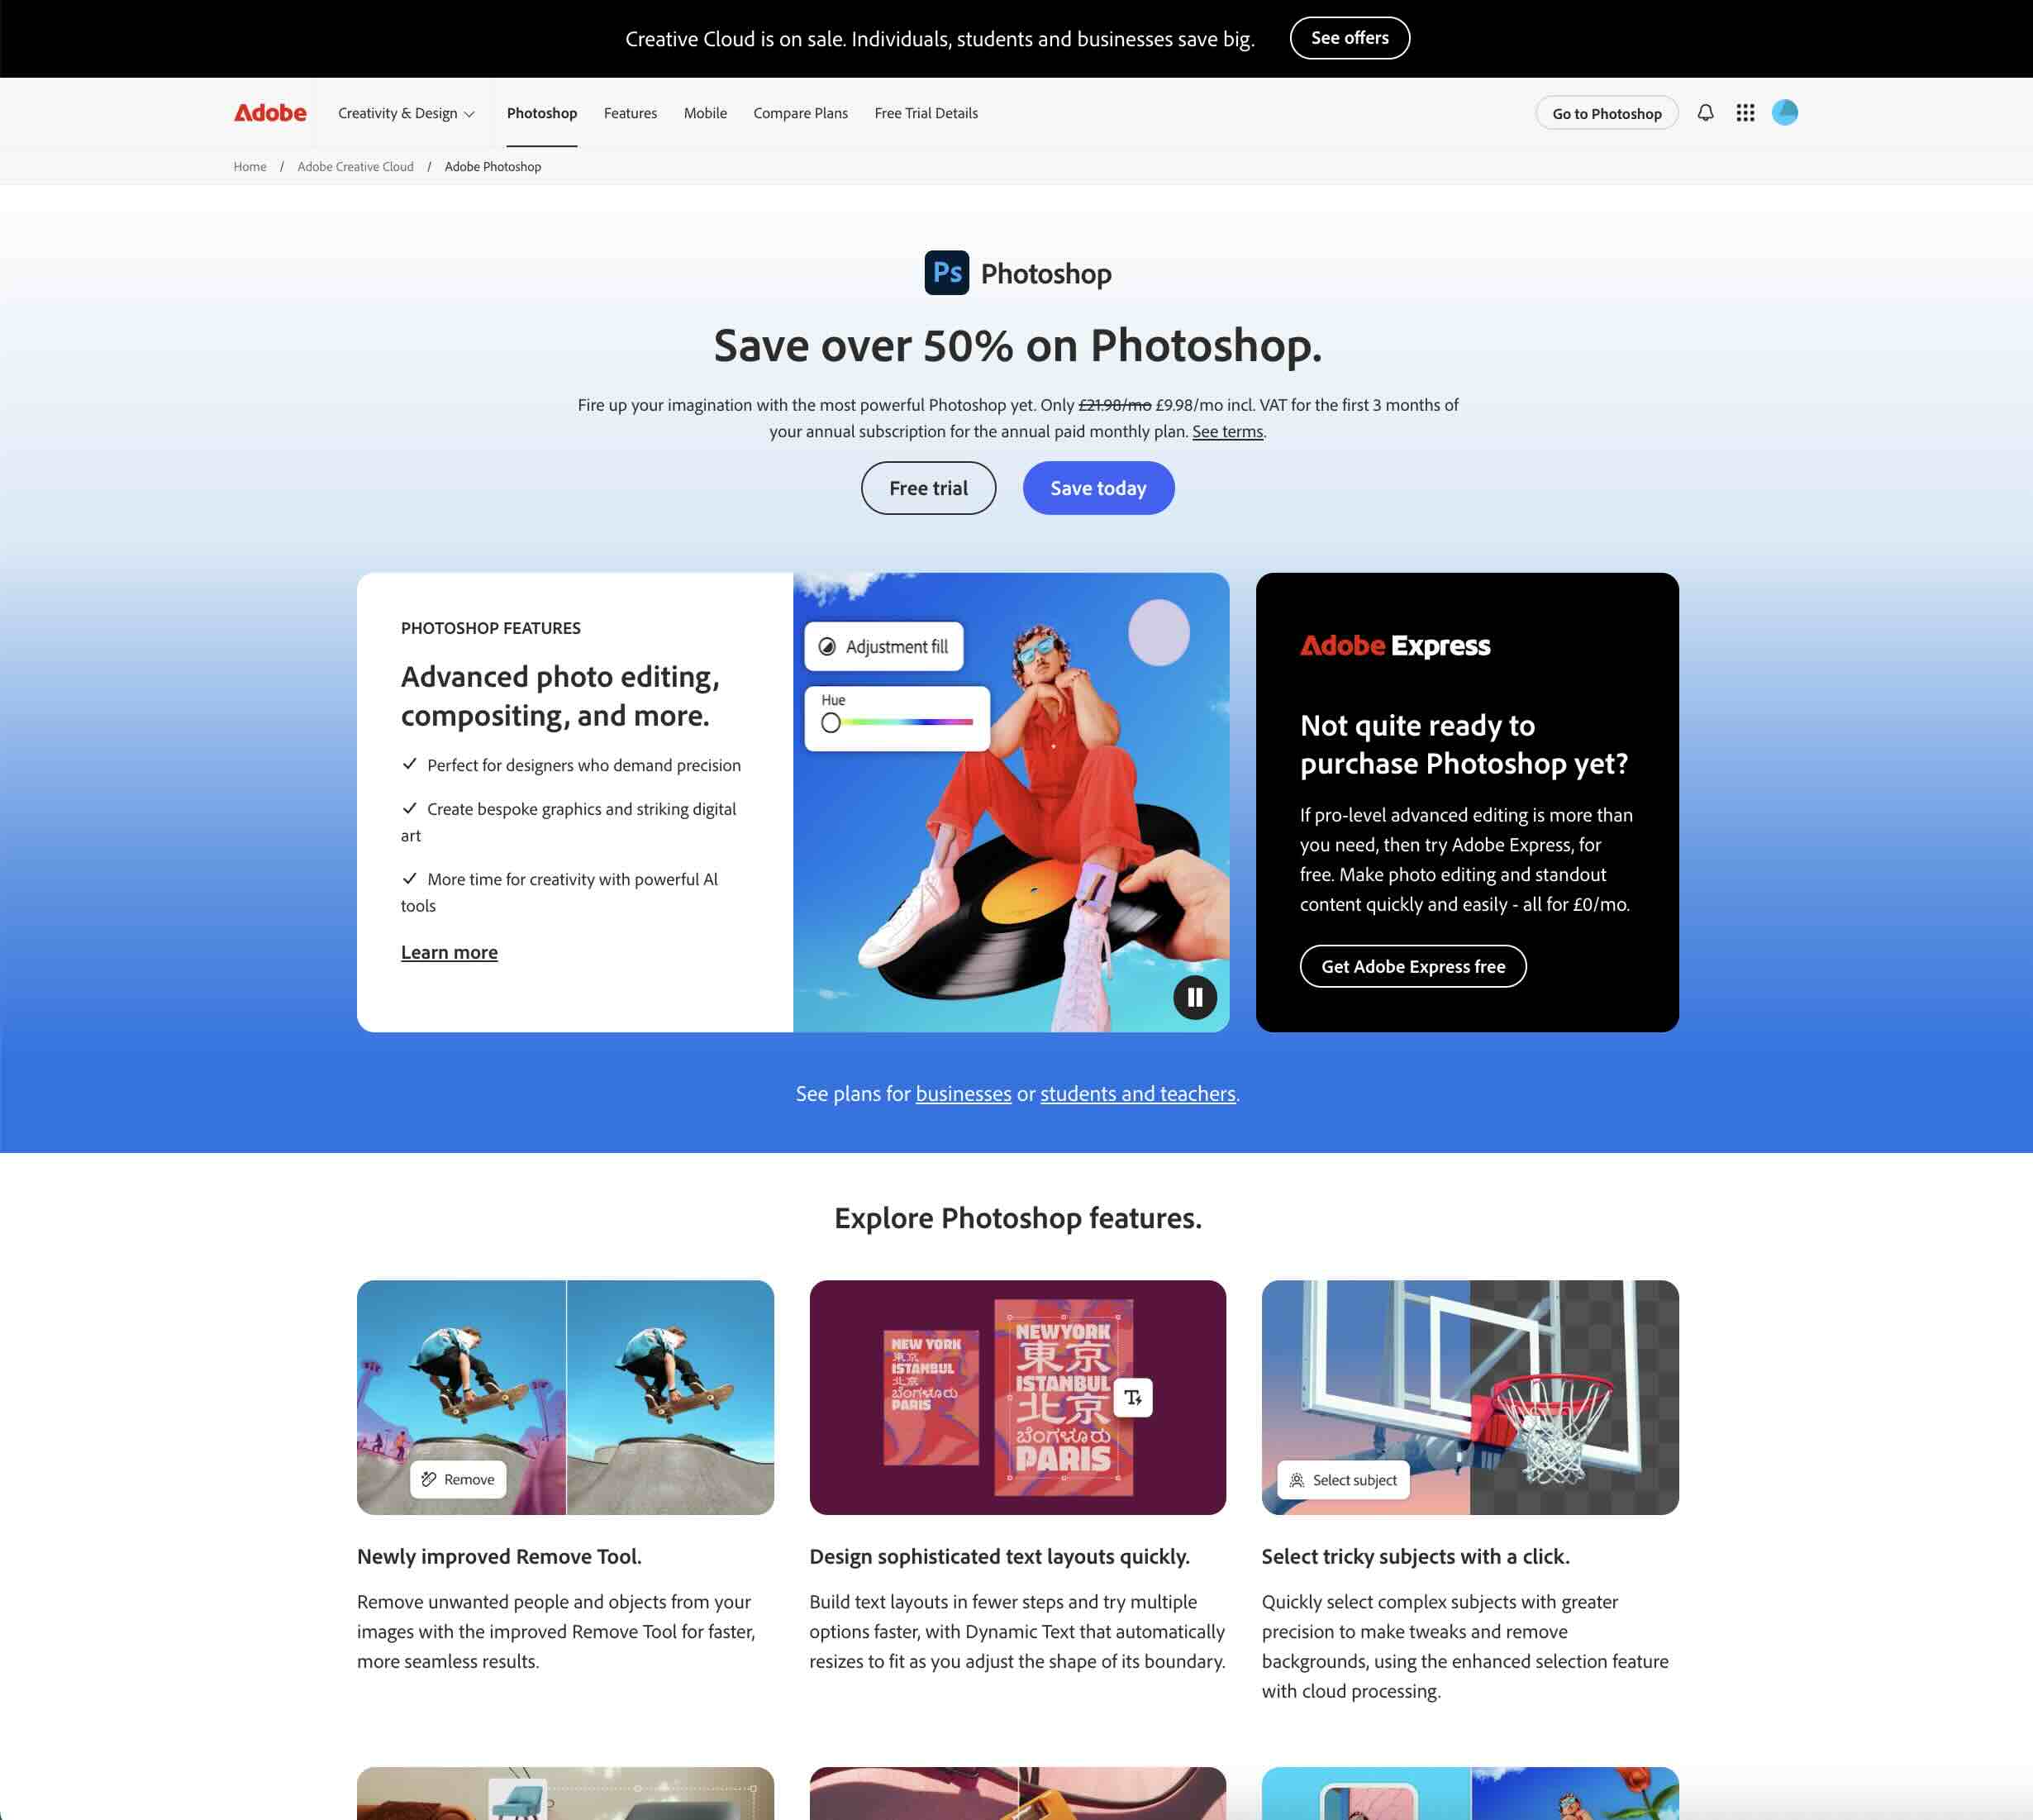 Creative Cloud is on sale. Individuals, students and businesses save big.
See offers
Adobe
Creativity & Design
Photoshop
Features
Mobile
Compare Plans
Free Trial Details
Go to Photoshop
Home / Adobe Creative Cloud / Adobe Photoshop
Ps Photoshop
Save over 50% on Photoshop.
Fire up your imagination with the most powerful Photoshop yet. Only £21.98/mo £9.98/mo incl. VAT for the first 3 months of
your annual subscription for the annual paid monthly plan. See terms.
Free trial
Save today
PHOTOSHOP FEATURES
Advanced photo editing,
compositing, and more.
Perfect for designers who demand precision
Create bespoke graphics and striking digital
art
More time for creativity with powerful AI
tools
Learn more
Adjustment fill
Hue
Adobe Express
Not quite ready to
purchase Photoshop yet?
If pro-level advanced editing is more than
you need, then try Adobe Express, for
free. Make photo editing and standout
content quickly and easily - all for £0/mo.
Get Adobe Express free
See plans for businesses or students and teachers.
Explore Photoshop features.
Remove
NEW YORK
東京
ISTANBUL
北京
ಬೆಂಗಳೂರು
PARIS
NEWYORK
東京
ISTANBUL
北京
ಬೆಂಗಳೂರು
PARIS
T
Select subject
Newly improved Remove Tool.
Remove unwanted people and objects from your
images with the improved Remove Tool for faster,
more seamless results.
Design sophisticated text layouts quickly.
Build text layouts in fewer steps and try multiple
options faster, with Dynamic Text that automatically
resizes to fit as you adjust the shape of its boundary.
Select tricky subjects with a click.
Quickly select complex subjects with greater
precision to make tweaks and remove
backgrounds, using the enhanced selection feature
with cloud processing.